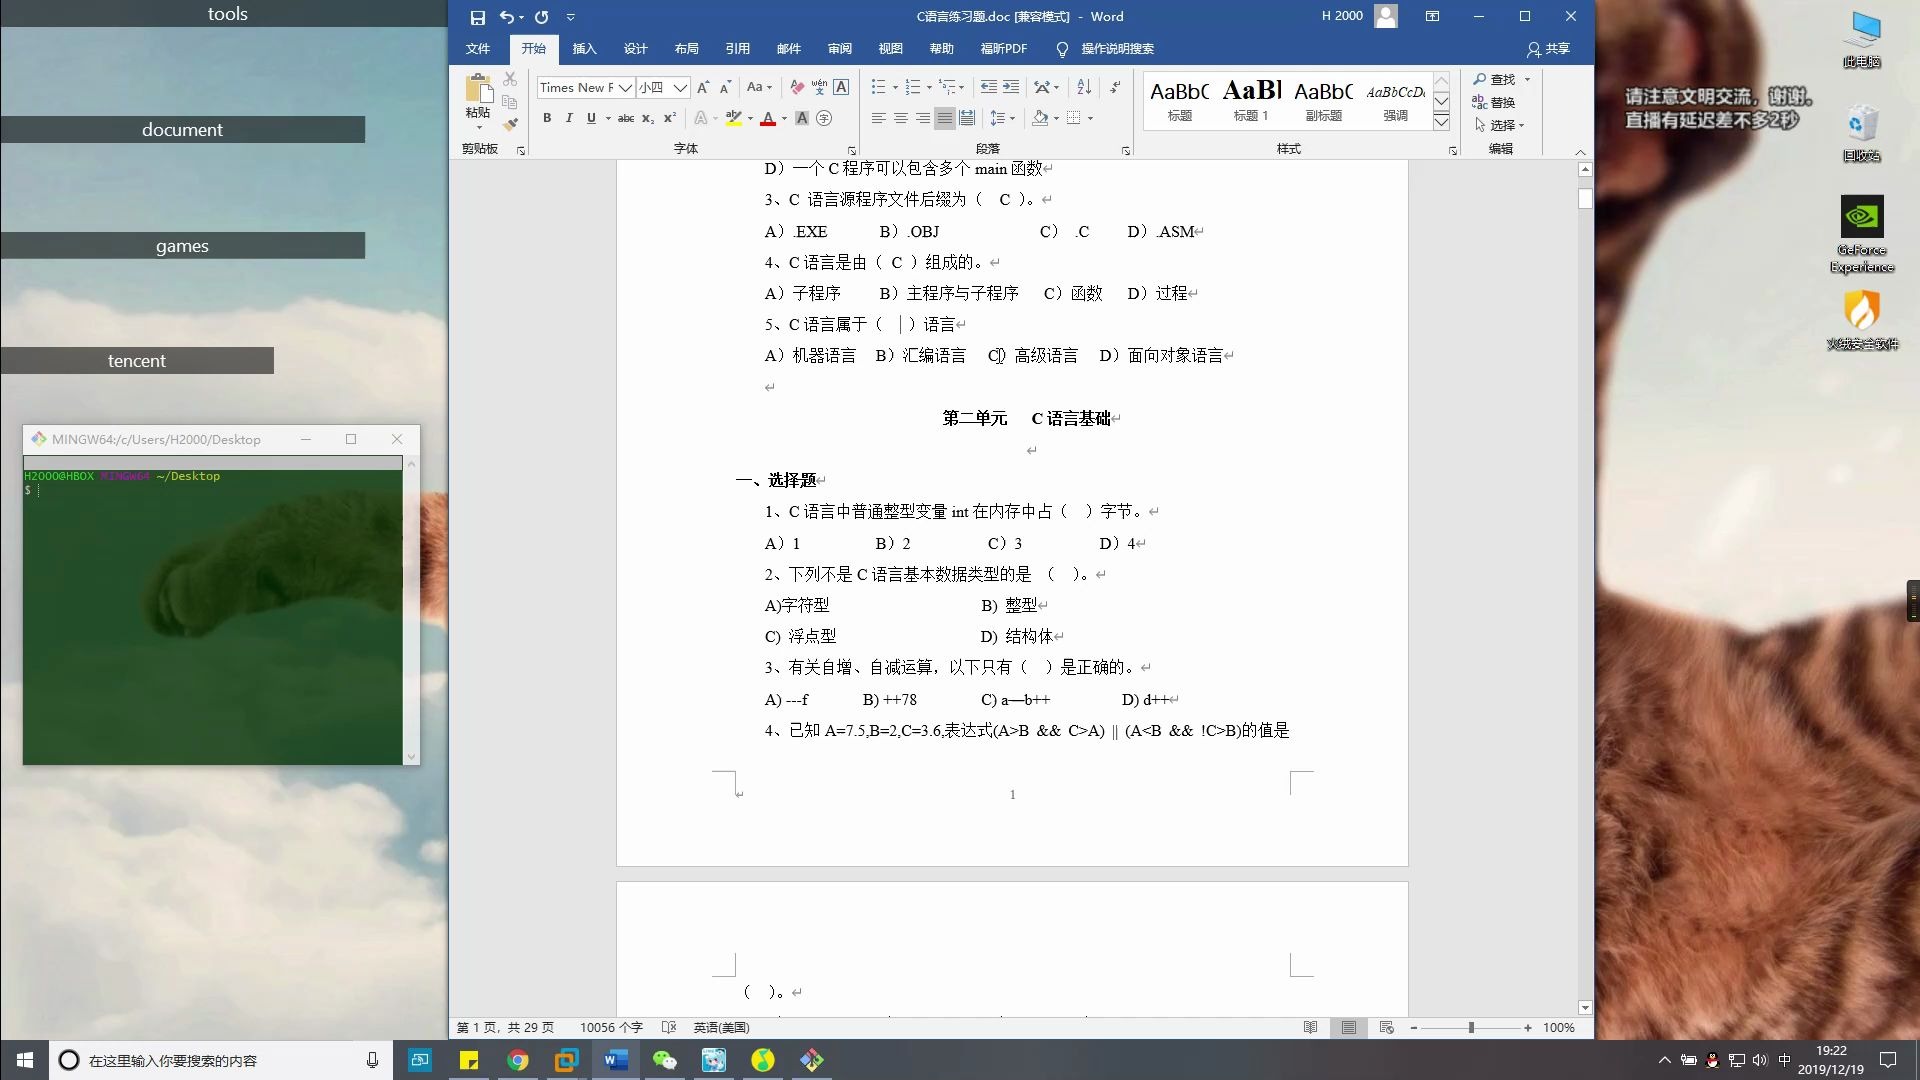 tools
document
games
tencent
MINGW64:/c/Users/H2000/Desktop
H2000@HBOX MINGW64 ~/Desktop
$
C语言练习题.doc [兼容模式] - Word
H 2000
文件 开始 插入 设计 布局 引用 邮件 审阅 视图 帮助 福昕PDF 操作说明搜索 共享
粘贴
剪贴板
Times New F 小四
字体
段落
AaBbC 标题
AaBl 标题 1
AaBbC 副标题
AaBbCcD 强调
样式
查找
替换
选择
编辑
D）一个 C 程序可以包含多个 main 函数
3、C 语言源程序文件后缀为（ C ）。
A）.EXE B）.OBJ C） .C D）.ASM
4、C 语言是由（ C ）组成的。
A）子程序 B）主程序与子程序 C）函数 D）过程
5、C 语言属于（ ）语言
A）机器语言 B）汇编语言 C）高级语言 D）面向对象语言
第二单元 C 语言基础
一、选择题
1、C 语言中普通整型变量 int 在内存中占（ ）字节。
A）1 B）2 C）3 D）4
2、下列不是 C 语言基本数据类型的是 （ ）。
A)字符型 B) 整型
C) 浮点型 D) 结构体
3、有关自增、自减运算，以下只有（ ）是正确的。
A) ---f B) ++78 C) a—b++ D) d++
4、已知 A=7.5,B=2,C=3.6,表达式(A>B && C>A) || (A<B && !C>B)的值是
1
（ ）。
第 1 页，共 29 页 10056 个字 英语(美国) 100%
请注意文明交流，谢谢。
直播有延迟差不多2秒
此电脑
回收站
GeForce
Experience
火绒安全软件
在这里输入你要搜索的内容
中
19:22
2019/12/19